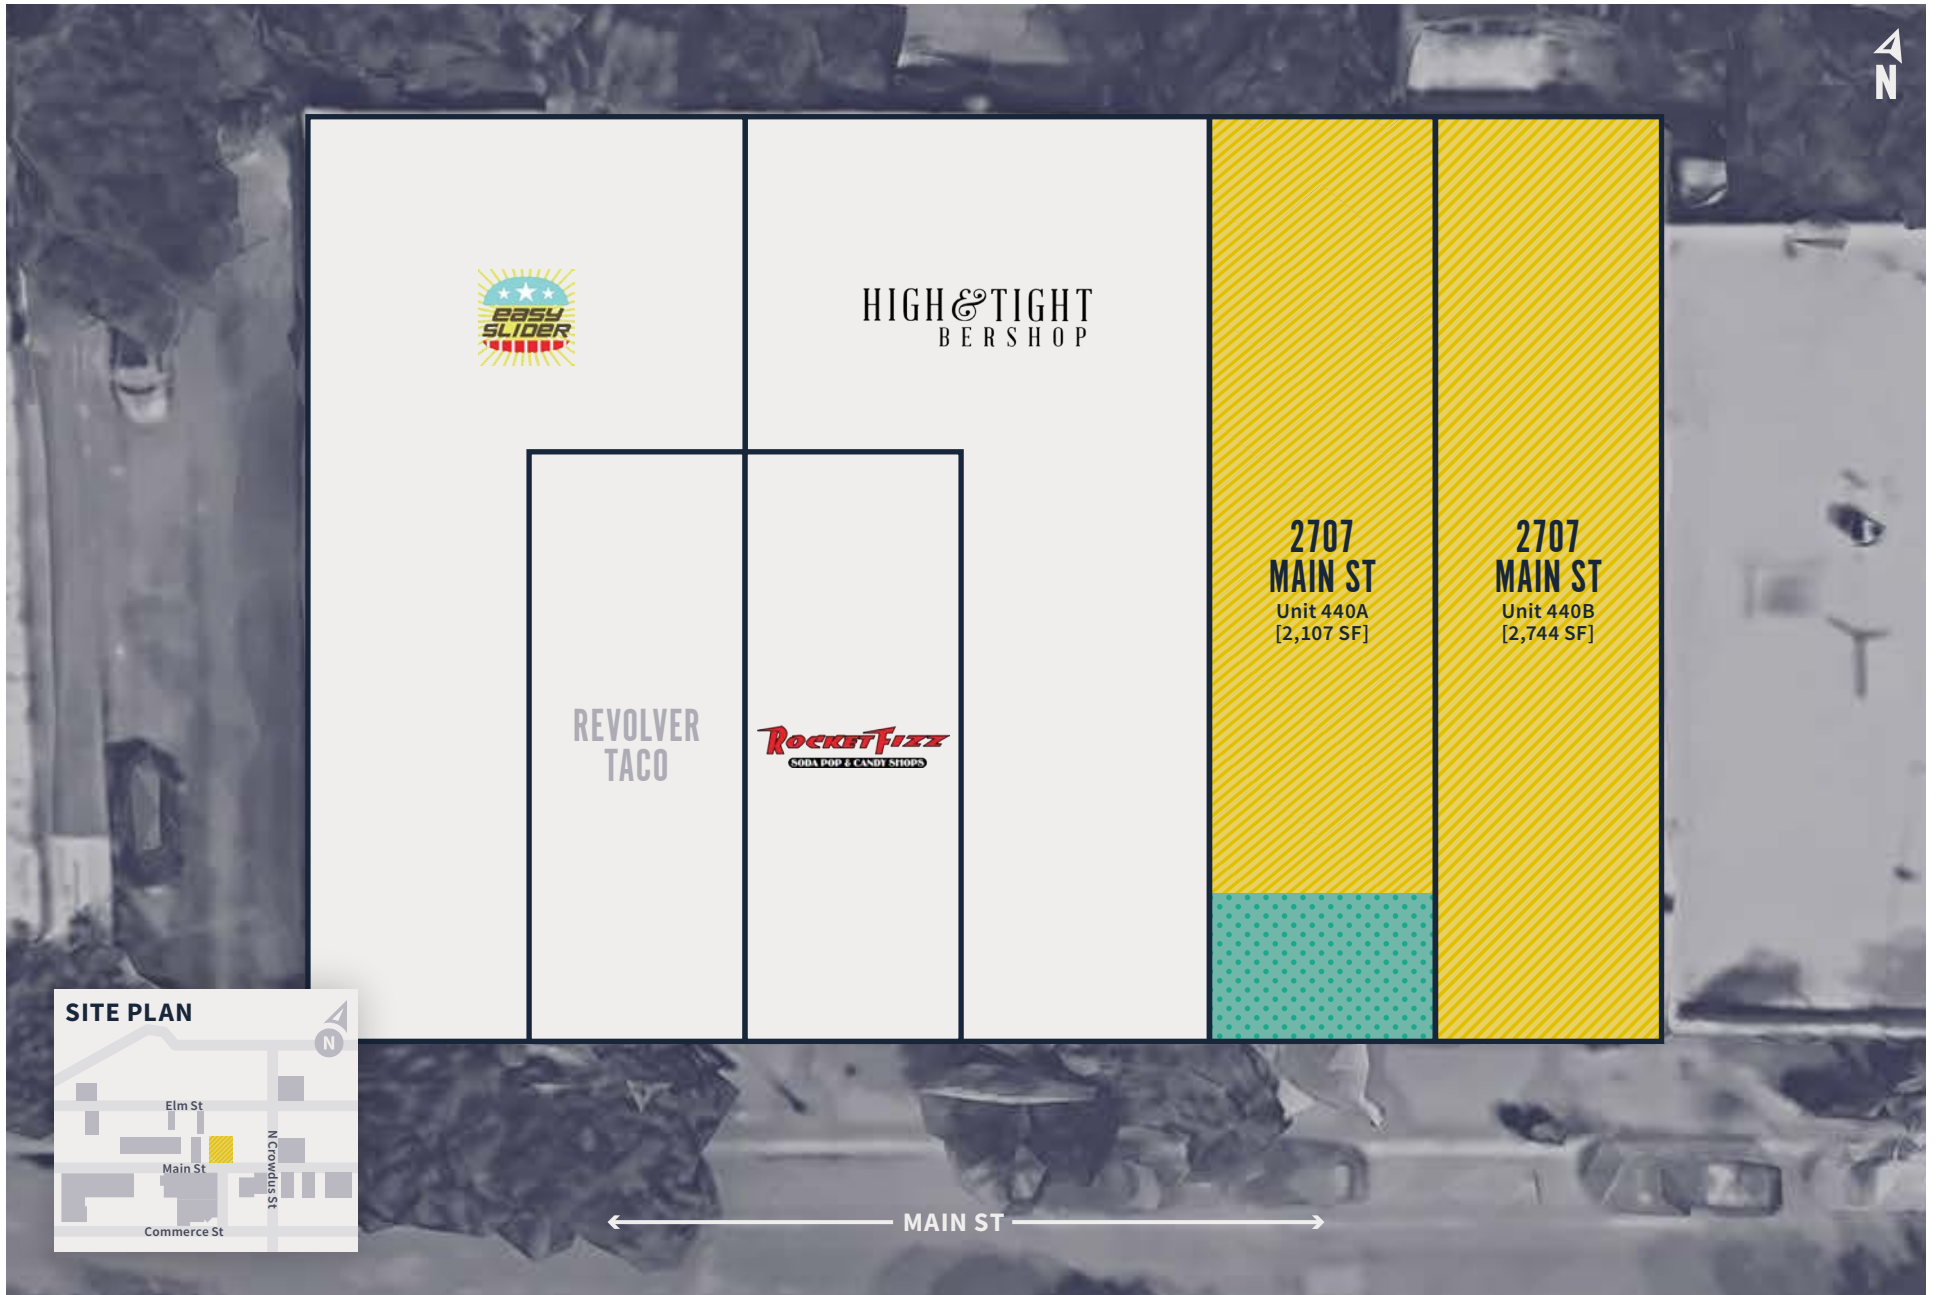 N
easy
SLIDER
HIGH & TIGHT
BERSHOP
2707
MAIN ST
Unit 440A
[2,107 SF]
2707
MAIN ST
Unit 440B
[2,744 SF]
REVOLVER
TACO
ROCKET FIZZ
SODA POP & CANDY SHOPS
SITE PLAN
N
Elm St
N Crowdus St
Main St
Commerce St
MAIN ST